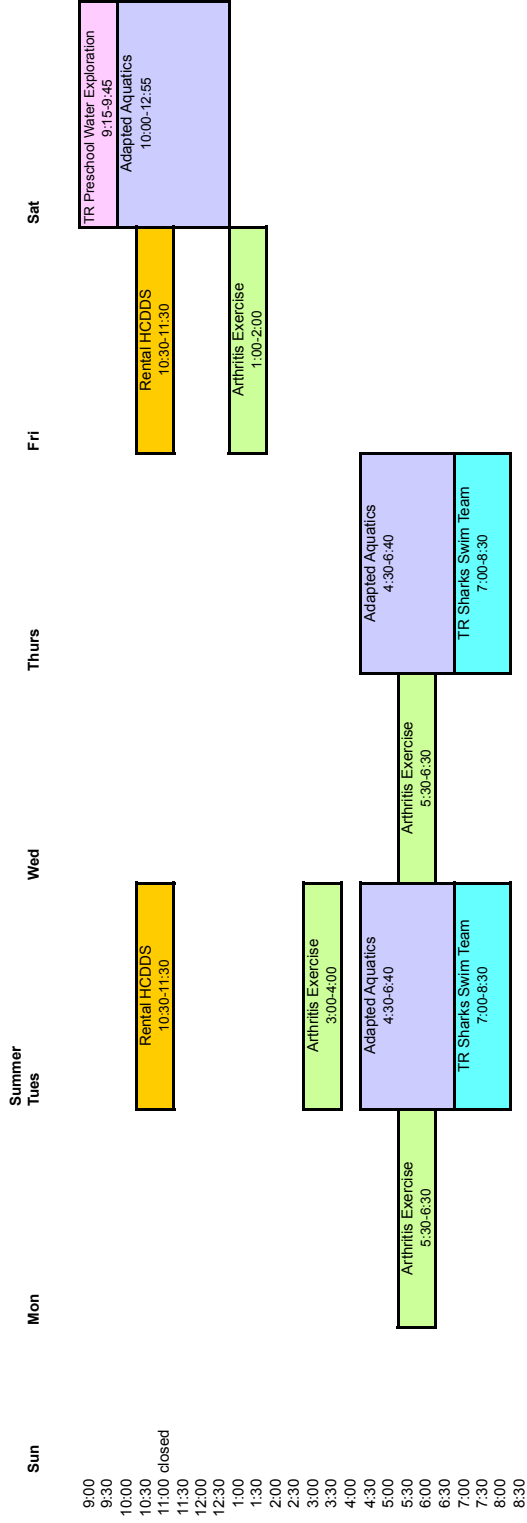 Summer
Sun Mon Tues Wed Thurs Fri Sat
9:00
9:30
10:00
10:30
11:00 closed
11:30
12:00
12:30
1:00
1:30
2:00
2:30
3:00
3:30
4:00
4:30
5:30
6:00
6:30
7:00
7:30
8:00
8:30
Arthritis Exercise
5:30-6:30
Rental HCDDS
10:30-11:30
Arthritis Exercise
3:00-4:00
Adapted Aquatics
4:30-6:40
TR Sharks Swim Team
7:00-8:30
Arthritis Exercise
5:30-6:30
Adapted Aquatics
4:30-6:40
TR Sharks Swim Team
7:00-8:30
Rental HCDDS
10:30-11:30
Arthritis Exercise
1:00-2:00
TR Preschool Water Exploration
9:15-9:45
Adapted Aquatics
10:00-12:55